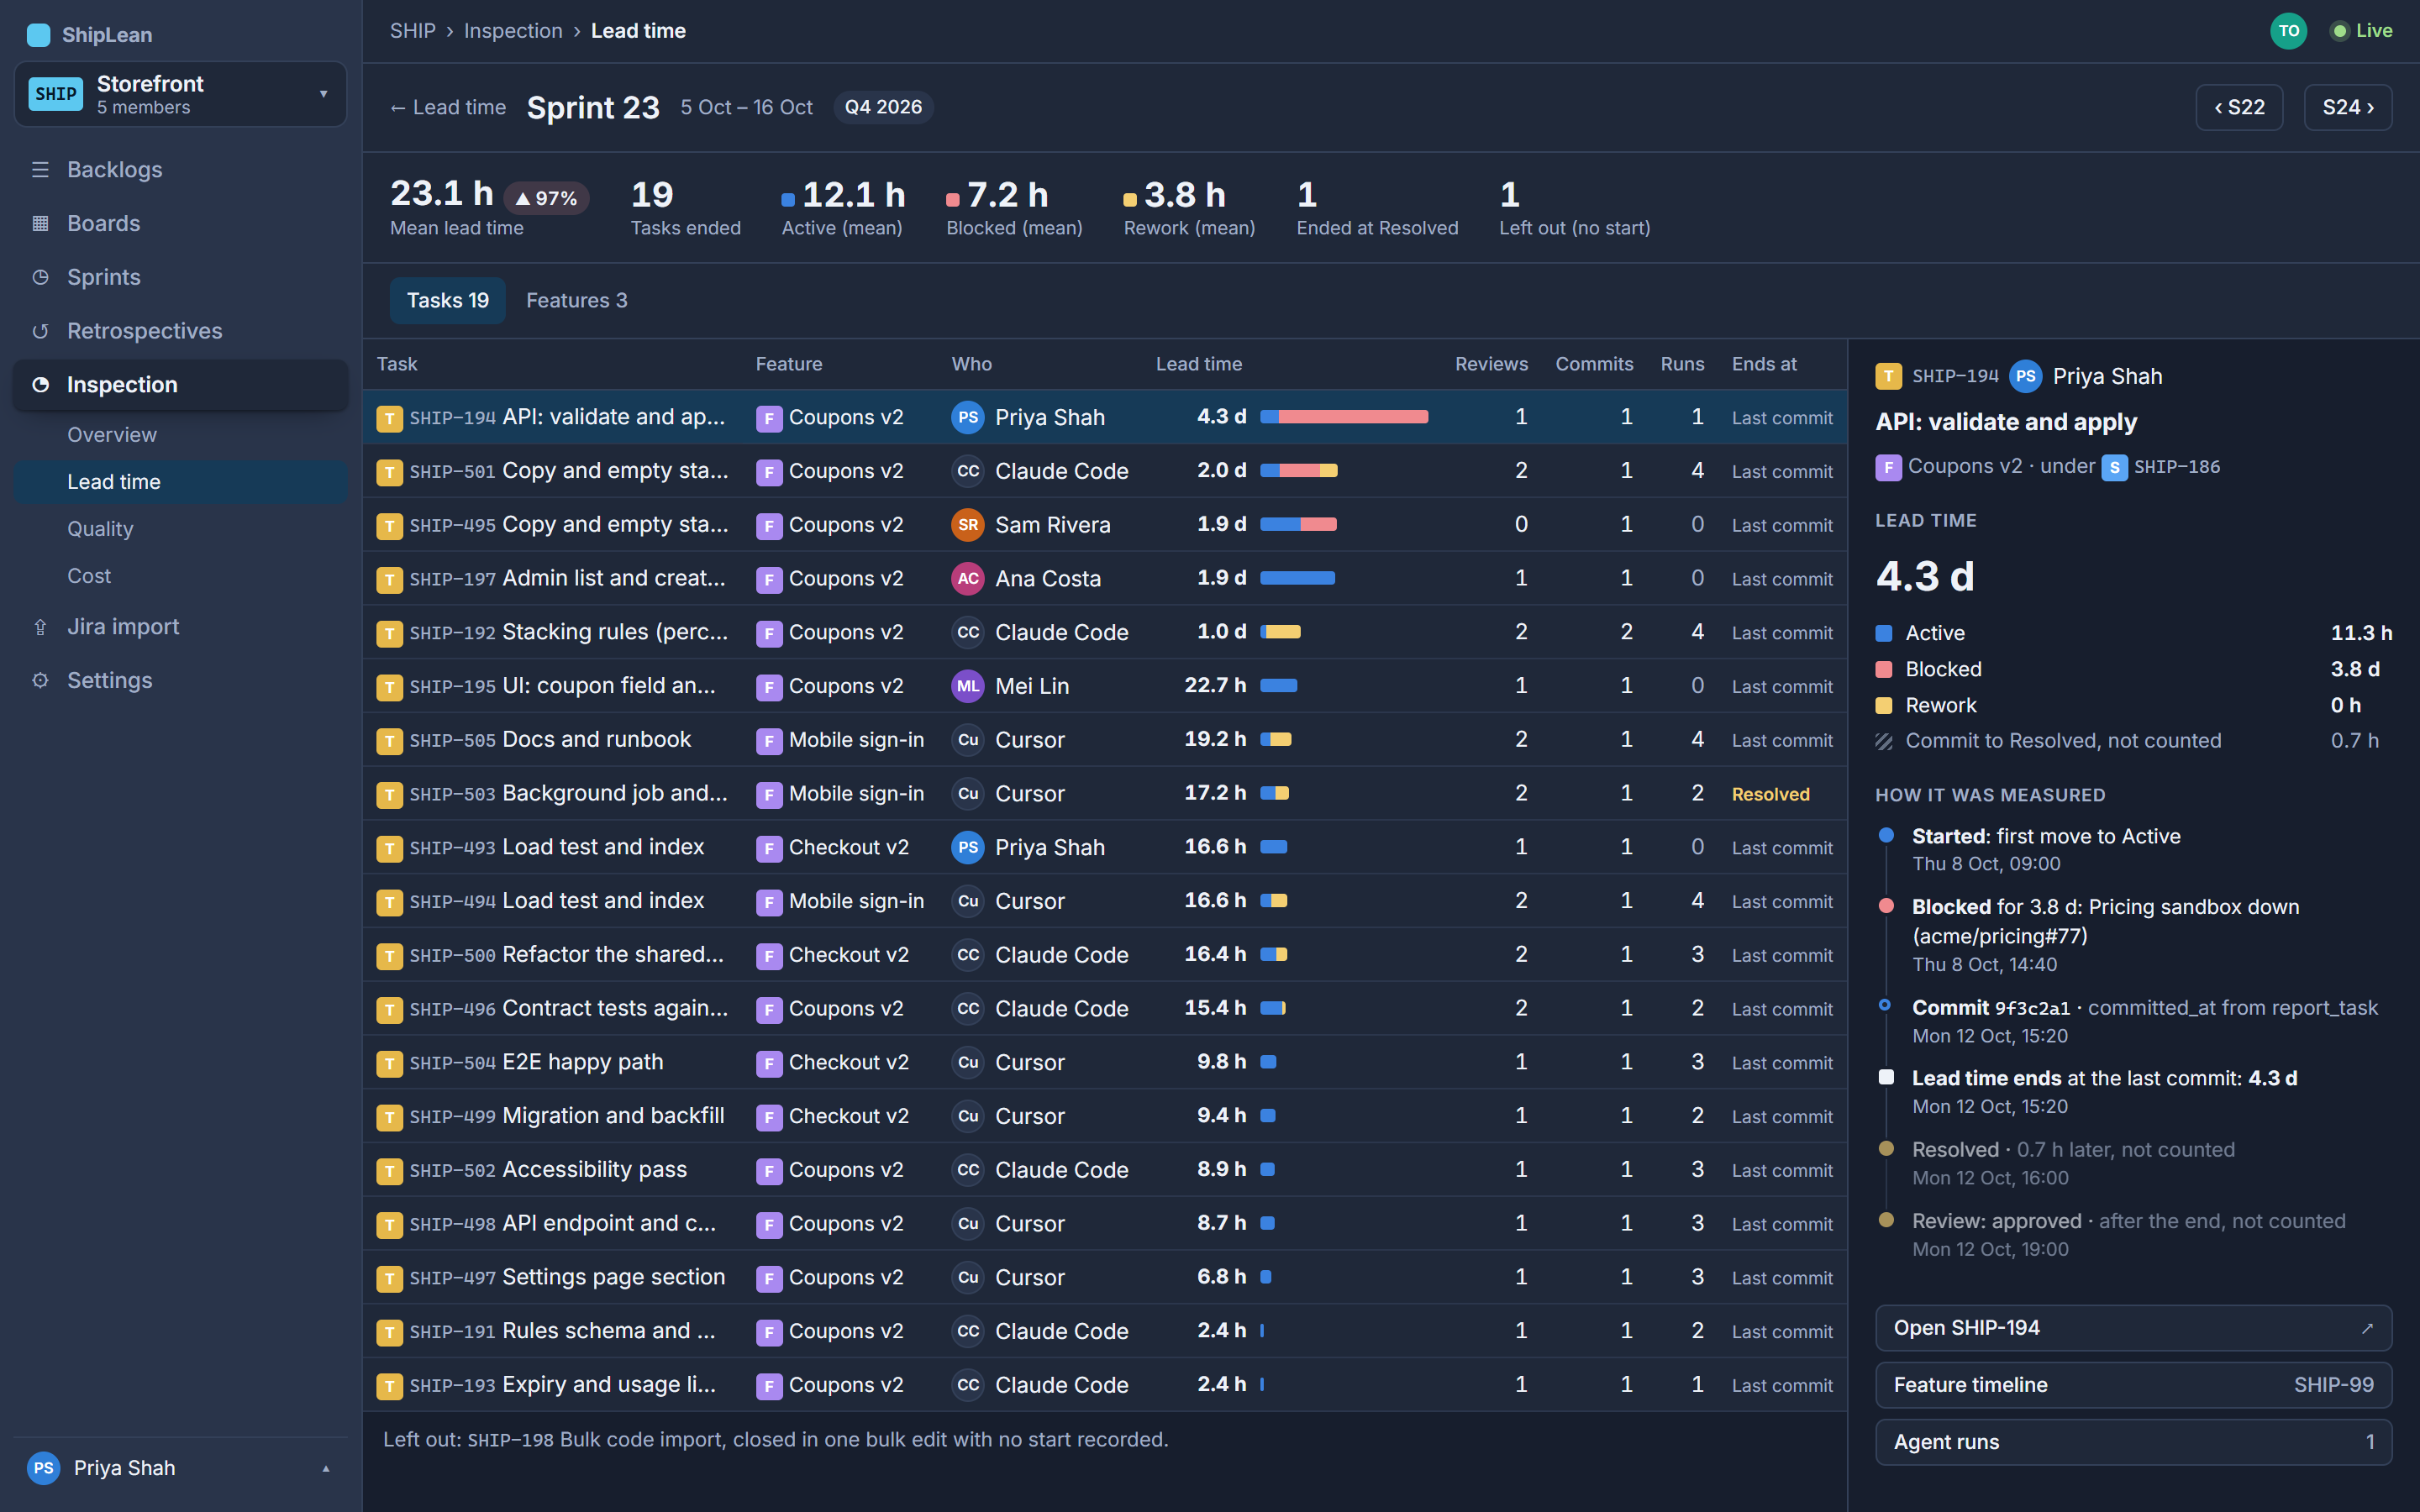 ShipLean
SHIP Storefront
5 members
Backlogs
Boards
Sprints
Retrospectives
Inspection
Overview
Lead time
Quality
Cost
Jira import
Settings
PS Priya Shah
SHIP › Inspection › Lead time
TO Live
← Lead time Sprint 23 5 Oct – 16 Oct Q4 2026
‹ S22 S24 ›
23.1 h ▲ 97% 19 12.1 h 7.2 h 3.8 h 1 1
Mean lead time Tasks ended Active (mean) Blocked (mean) Rework (mean) Ended at Resolved Left out (no start)
Tasks 19 Features 3
Task Feature Who Lead time Reviews Commits Runs Ends at
T SHIP-194 API: validate and ap... F Coupons v2 PS Priya Shah 4.3 d 1 1 1 Last commit
T SHIP-501 Copy and empty sta... F Coupons v2 CC Claude Code 2.0 d 2 1 4 Last commit
T SHIP-495 Copy and empty sta... F Coupons v2 SR Sam Rivera 1.9 d 0 1 0 Last commit
T SHIP-197 Admin list and creat... F Coupons v2 AC Ana Costa 1.9 d 1 1 0 Last commit
T SHIP-192 Stacking rules (perc... F Coupons v2 CC Claude Code 1.0 d 2 2 4 Last commit
T SHIP-195 UI: coupon field an... F Coupons v2 ML Mei Lin 22.7 h 1 1 0 Last commit
T SHIP-505 Docs and runbook F Mobile sign-in Cu Cursor 19.2 h 2 1 4 Last commit
T SHIP-503 Background job and... F Mobile sign-in Cu Cursor 17.2 h 2 1 2 Resolved
T SHIP-493 Load test and index F Checkout v2 PS Priya Shah 16.6 h 1 1 0 Last commit
T SHIP-494 Load test and index F Mobile sign-in Cu Cursor 16.6 h 2 1 4 Last commit
T SHIP-500 Refactor the shared... F Checkout v2 CC Claude Code 16.4 h 2 1 3 Last commit
T SHIP-496 Contract tests again... F Coupons v2 CC Claude Code 15.4 h 2 1 2 Last commit
T SHIP-504 E2E happy path F Checkout v2 Cu Cursor 9.8 h 1 1 3 Last commit
T SHIP-499 Migration and backfill F Checkout v2 Cu Cursor 9.4 h 1 1 2 Last commit
T SHIP-502 Accessibility pass F Coupons v2 CC Claude Code 8.9 h 1 1 3 Last commit
T SHIP-498 API endpoint and c... F Coupons v2 Cu Cursor 8.7 h 1 1 3 Last commit
T SHIP-497 Settings page section F Coupons v2 Cu Cursor 6.8 h 1 1 3 Last commit
T SHIP-191 Rules schema and ... F Coupons v2 CC Claude Code 2.4 h 1 1 2 Last commit
T SHIP-193 Expiry and usage li... F Coupons v2 CC Claude Code 2.4 h 1 1 1 Last commit
Left out: SHIP-198 Bulk code import, closed in one bulk edit with no start recorded.
T SHIP-194 PS Priya Shah
API: validate and apply
F Coupons v2 · under S SHIP-186
LEAD TIME
4.3 d
Active 11.3 h
Blocked 3.8 d
Rework 0 h
Commit to Resolved, not counted 0.7 h
HOW IT WAS MEASURED
Started: first move to Active
Thu 8 Oct, 09:00
Blocked for 3.8 d: Pricing sandbox down
(acme/pricing#77)
Thu 8 Oct, 14:40
Commit 9f3c2a1 · committed_at from report_task
Mon 12 Oct, 15:20
Lead time ends at the last commit: 4.3 d
Mon 12 Oct, 15:20
Resolved · 0.7 h later, not counted
Mon 12 Oct, 16:00
Review: approved · after the end, not counted
Mon 12 Oct, 19:00
Open SHIP-194 ↗
Feature timeline SHIP-99
Agent runs 1